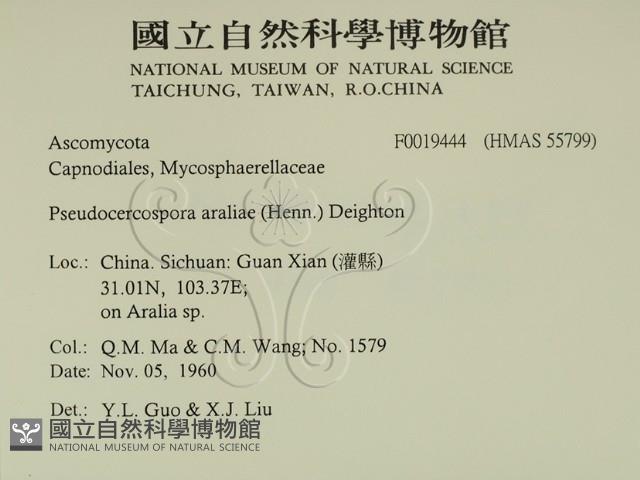 國立自然科學博物館
NATIONAL MUSEUM OF NATURAL SCIENCE
TAICHUNG, TAIWAN, R.O.CHINA
Ascomycota F0019444 (HMAS 55799)
Capnodiales, Mycosphaerellaceae
Pseudocercospora araliae (Henn.) Deighton
Loc.: China. Sichuan: Guan Xian (灌縣)
31.01N, 103.37E;
on Aralia sp.
Col.: Q.M. Ma & C.M. Wang; No. 1579
Date: Nov. 05, 1960
Det.: Y.L. Guo & X.J. Liu
國立自然科學博物館
NATIONAL MUSEUM OF NATURAL SCIENCE